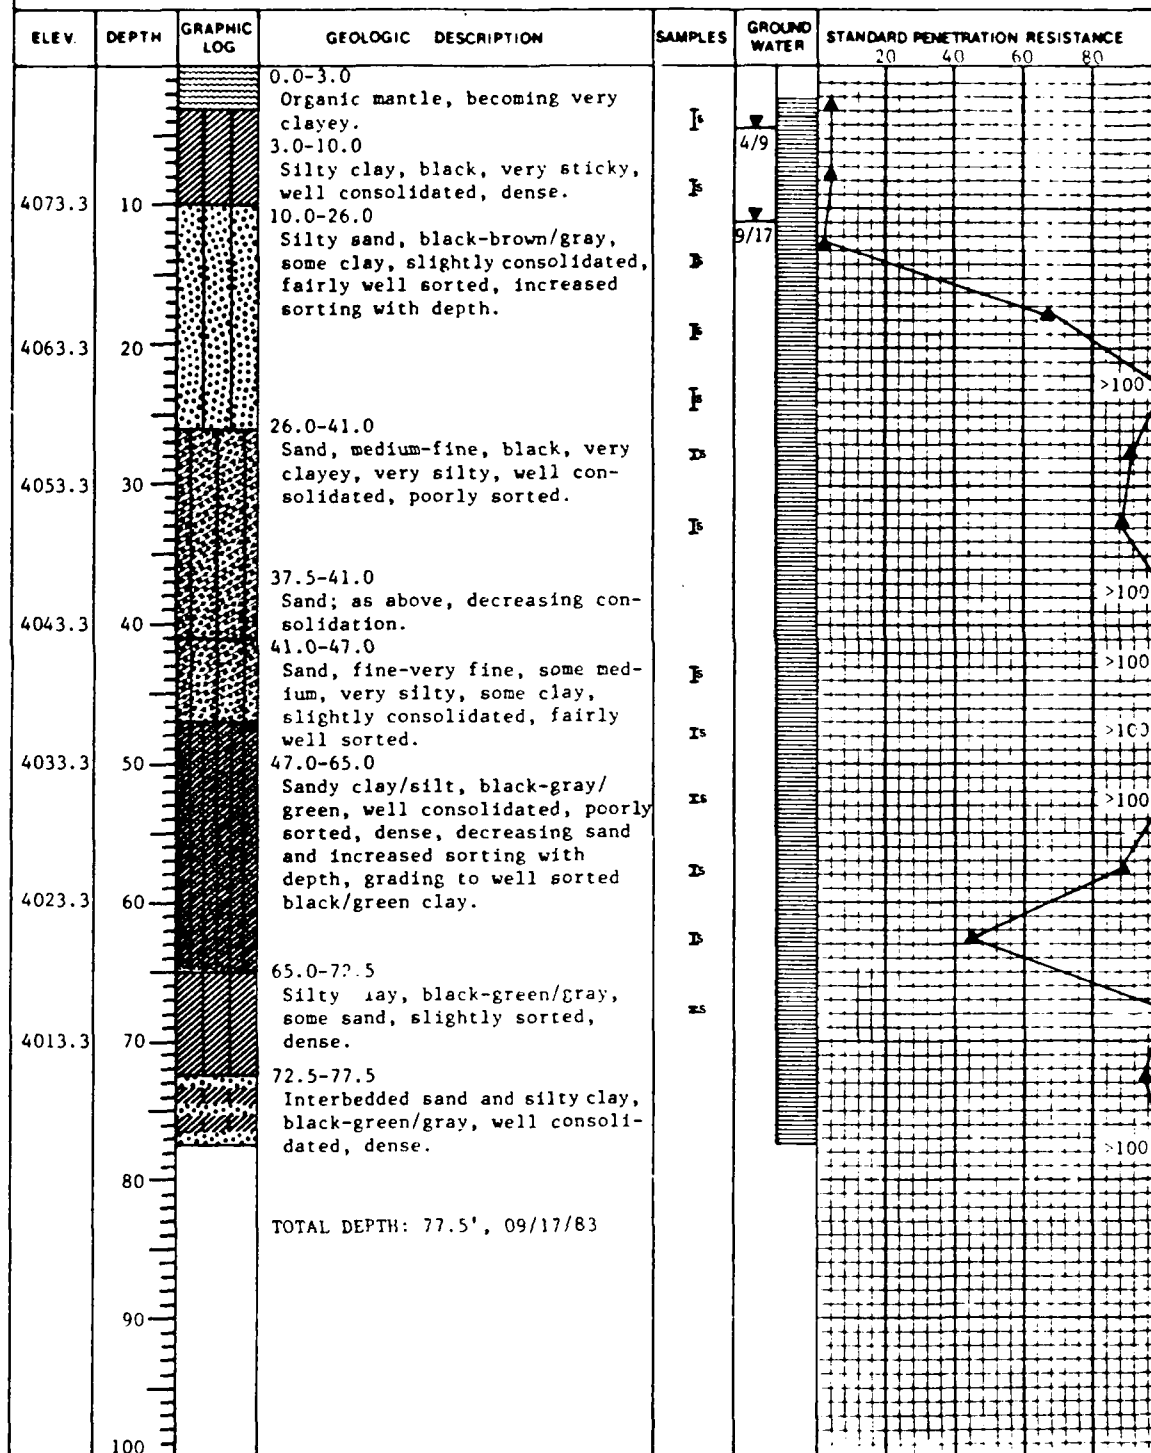 ELEV. DEPTH GRAPHIC LOG GEOLOGIC DESCRIPTION SAMPLES GROUND WATER STANDARD PENETRATION RESISTANCE
20 40 60 80
0.0-3.0
Organic mantle, becoming very
clayey.
4/9
3.0-10.0
Silty clay, black, very sticky,
well consolidated, dense.
4073.3 10
10.0-26.0
9/17
Silty sand, black-brown/gray,
some clay, slightly consolidated,
fairly well sorted, increased
sorting with depth.
4063.3 20
>100
26.0-41.0
Sand, medium-fine, black, very
clayey, very silty, well con-
4053.3 30
solidated, poorly sorted.
37.5-41.0
>100
Sand; as above, decreasing con-
4043.3 40
solidation.
41.0-47.0
>100
Sand, fine-very fine, some med-
ium, very silty, some clay,
slightly consolidated, fairly
well sorted.
>100
4033.3 50
47.0-65.0
Sandy clay/silt, black-gray/
green, well consolidated, poorly
>100
sorted, dense, decreasing sand
and increased sorting with
depth, grading to well sorted
4023.3 60
black/green clay.
65.0-72.5
Silty lay, black-green/gray,
some sand, slightly sorted,
4013.3 70
dense.
72.5-77.5
Interbedded sand and silty clay,
black-green/gray, well consoli-
dated, dense.
>100
80
TOTAL DEPTH: 77.5', 09/17/83
90
100